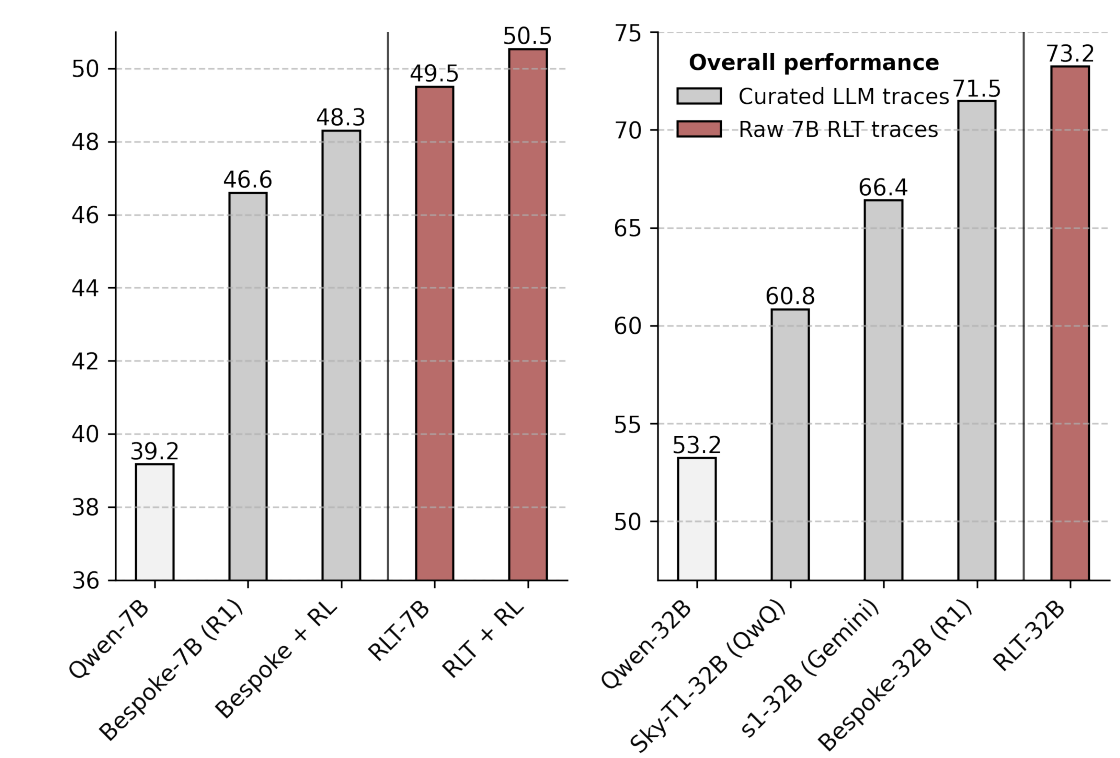 50
48
46
44
42
40
38
36
39.2
46.6
48.3
49.5
50.5
Qwen-7B
Bespoke-7B (R1)
Bespoke + RL
RLT-7B
RLT + RL
75
70
65
60
55
50
Overall performance
Curated LLM traces
Raw 7B RLT traces
53.2
60.8
66.4
71.5
73.2
Qwen-32B
Sky-T1-32B (QwQ)
s1-32B (Gemini)
Bespoke-32B (R1)
RLT-32B